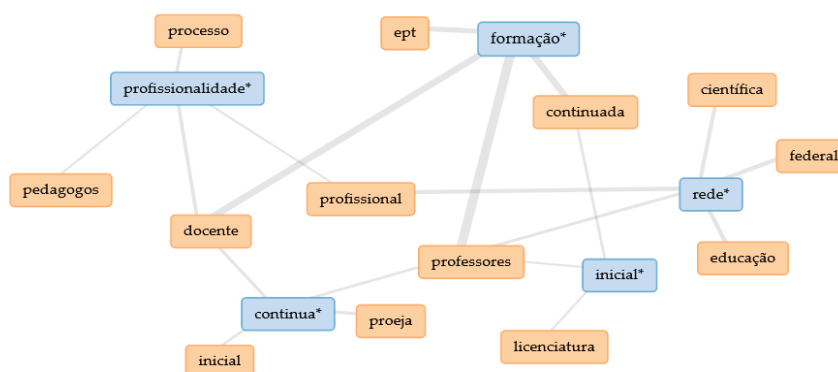 processo
ept
formação*
profissionalidade*
científica
continuada
federal
pedagogos
profissional
rede*
docente
professores
educação
inicial*
continua*
proeja
licenciatura
inicial